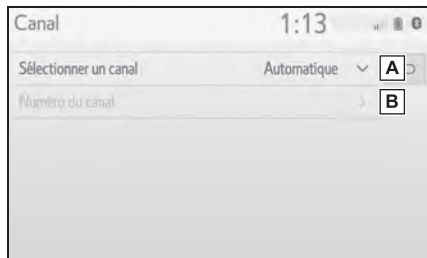 Canal 1:13
Sélectionner un canal Automatique A
Numéro du canal B